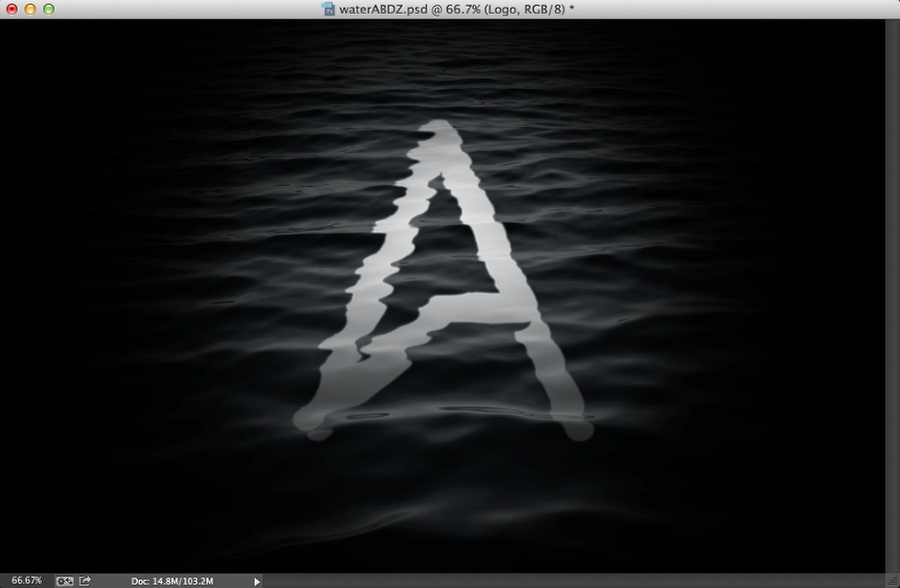 waterABDZ.psd @ 66.7% (Logo, RGB/8) *
A
66.67%
Doc: 14.8M/103.2M